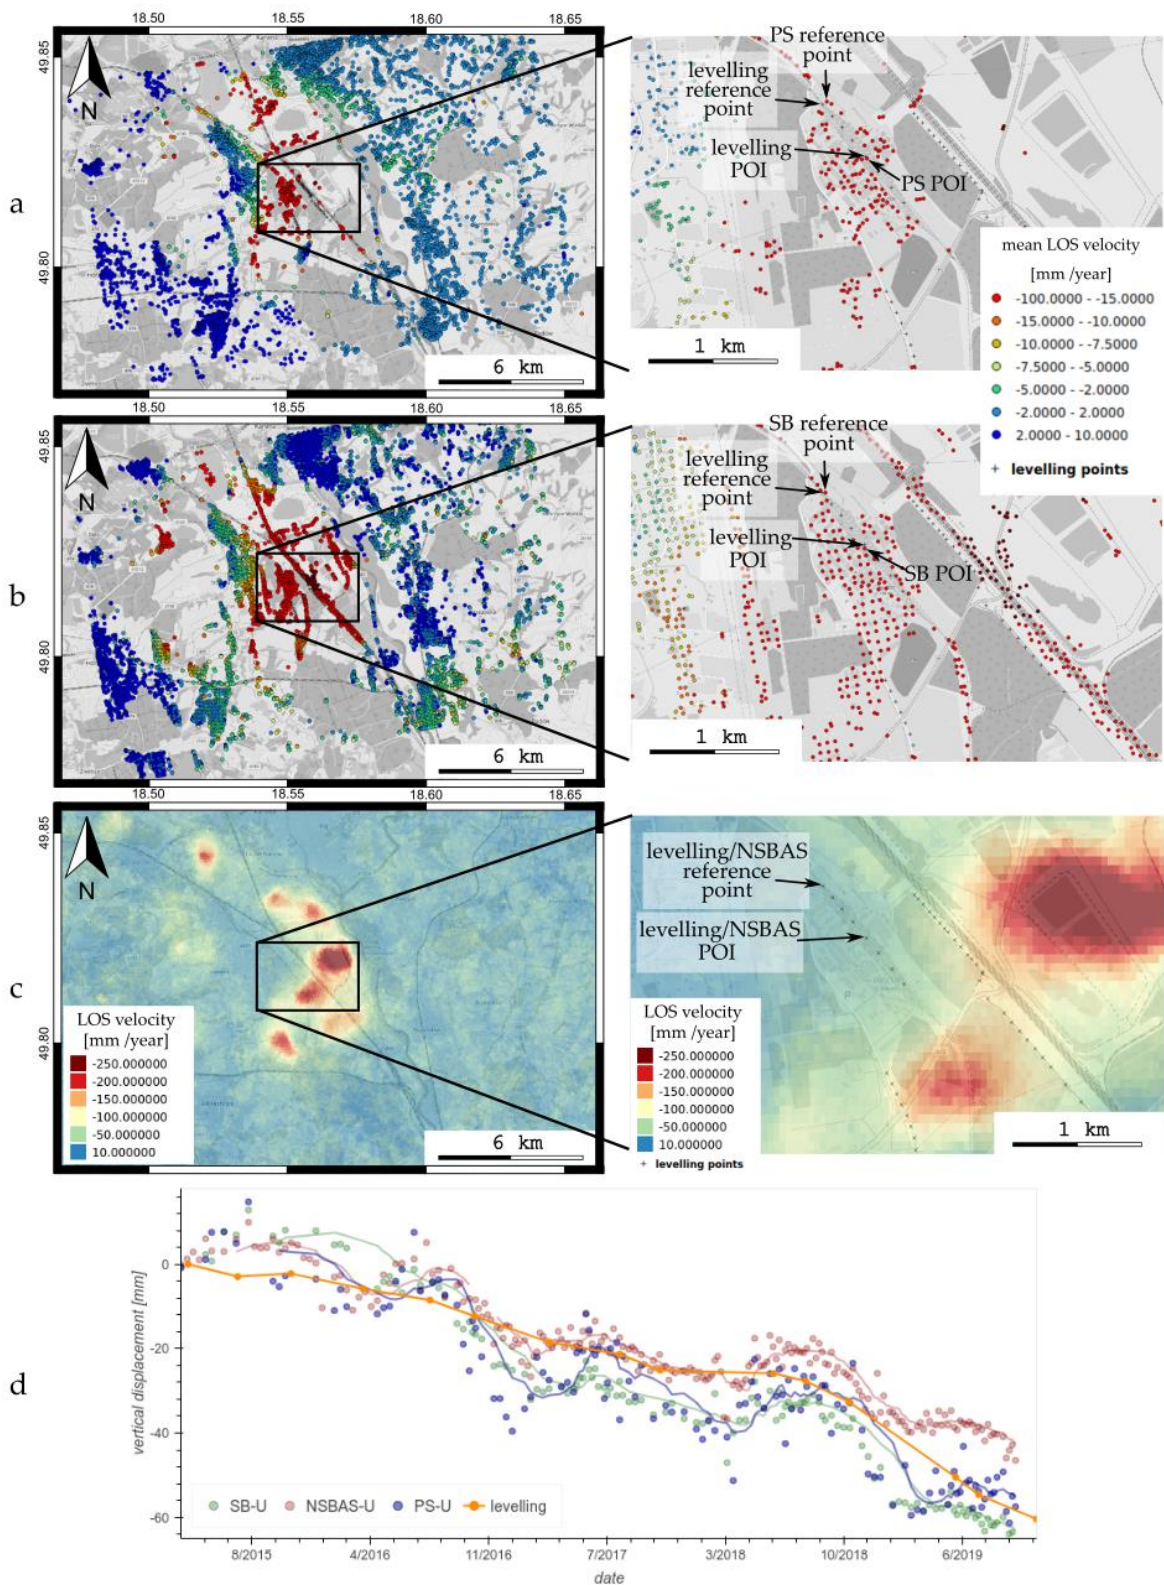 18.50 18.55 18.60 18.65
49.85
49.80
N
6 km
a
PS reference
point
levelling
reference
point
levelling
POI
PS POI
1 km
mean LOS velocity
[mm /year]
-100.0000 - -15.0000
-15.0000 - -10.0000
-10.0000 - -7.5000
-7.5000 - -5.0000
-5.0000 - -2.0000
-2.0000 - 2.0000
2.0000 - 10.0000
+ levelling points
18.50 18.55 18.60
49.85
49.80
N
6 km
b
SB reference
point
levelling
reference
point
levelling
POI
SB POI
1 km
18.50 18.55 18.60 18.65
49.85
49.80
N
c
LOS velocity
[mm /year]
-250.000000
-200.000000
-150.000000
-100.000000
-50.000000
10.000000
6 km
levelling/NSBAS
reference
point
levelling/NSBAS
POI
LOS velocity
[mm /year]
-250.000000
-200.000000
-150.000000
-100.000000
-50.000000
10.000000
+ levelling points
1 km
d
vertical displacement [mm]
0
-20
-40
-60
SB-U NSBAS-U PS-U levelling
8/2015 4/2016 11/2016 7/2017 3/2018 10/2018 6/2019
date